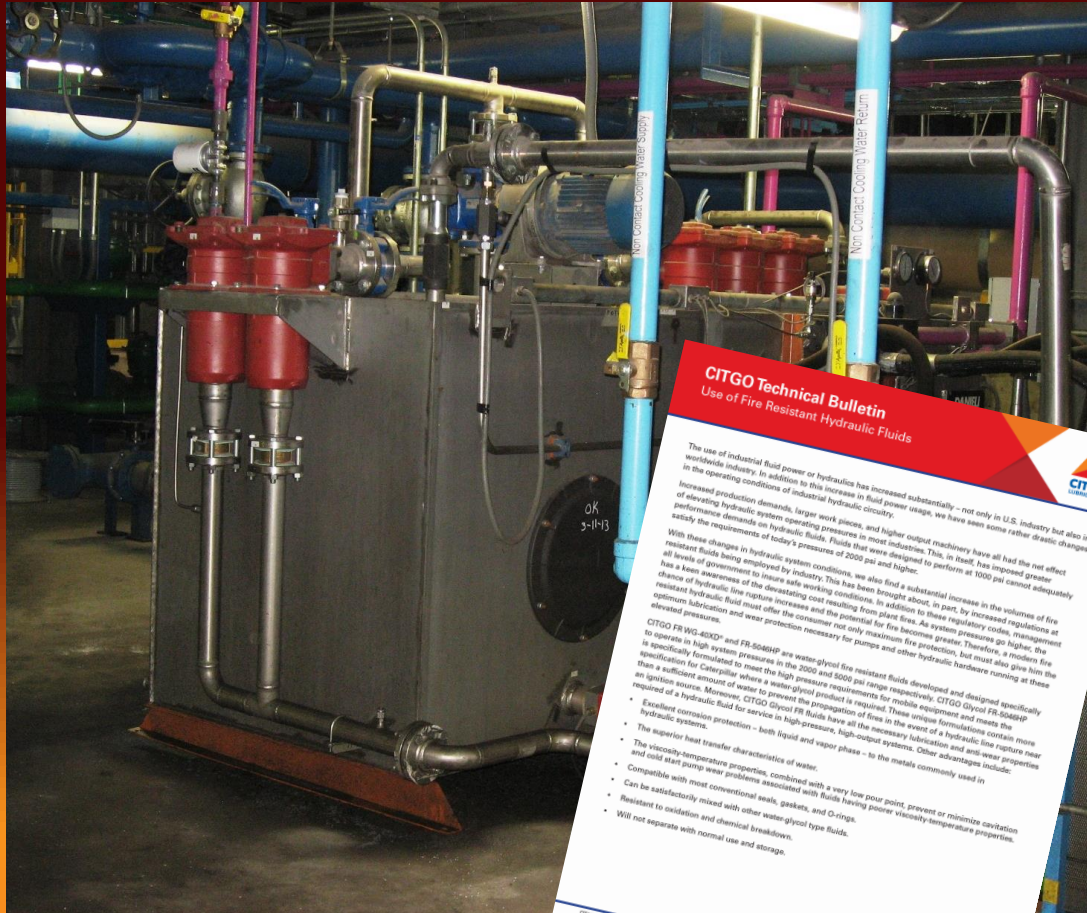 Non Contact Cooling Water Supply
Non Contact Cooling Water Return
OK
3-11-13
DANIELI
CITGO Technical Bulletin
Use of Fire Resistant Hydraulic Fluids
The use of industrial fluid power or hydraulics has increased substantially – not only in U.S. industry but also in
worldwide industry. In addition to this increase in fluid power usage, we have seen some rather drastic changes
in the operating conditions of industrial hydraulic circuitry.
Increased production demands, larger work pieces, and higher output machinery have all had the net effect
of elevating hydraulic system operating pressures in most industries. This, in itself, has imposed greater
performance demands on hydraulic fluids. Fluids that were designed to perform at 1000 psi cannot adequately
satisfy the requirements of today's pressures of 2000 psi and higher.
With these changes in hydraulic system conditions, we also find a substantial increase in the volumes of fire
resistant fluids being employed by industry. This has been brought about, in part, by increased regulations at
all levels of government to insure safe working conditions. In addition to these regulatory codes, management
has a keen awareness of the devastating cost resulting from plant fires. As system pressures go higher, the
chance of hydraulic line rupture increases and the potential for fire becomes greater. Therefore, a modern fire
resistant hydraulic fluid must offer the consumer not only maximum fire protection, but must also give him the
optimum lubrication and wear protection necessary for pumps and other hydraulic hardware running at these
elevated pressures.
CITGO FR WG-40XD® and FR-5046HP are water-glycol fire resistant fluids developed and designed specifically
to operate in high system pressures in the 2000 and 5000 psi range respectively. CITGO Glycol FR-5046HP
is specifically formulated to meet the high pressure requirements for mobile equipment and meets the
specification for Caterpillar where a water-glycol product is required. These unique formulations contain more
than a sufficient amount of water to prevent the propagation of fires in the event of a hydraulic line rupture near
an ignition source. Moreover, CITGO Glycol FR fluids have all the necessary lubrication and anti-wear properties
required of a hydraulic fluid for service in high-pressure, high-output systems. Other advantages include:
• Excellent corrosion protection – both liquid and vapor phase – to the metals commonly used in
hydraulic systems.
• The superior heat transfer characteristics of water.
• The viscosity-temperature properties, combined with a very low pour point, prevent or minimize cavitation
and cold start pump wear problems associated with fluids having poorer viscosity-temperature properties.
• Compatible with most conventional seals, gaskets, and O-rings.
• Can be satisfactorily mixed with other water-glycol type fluids.
• Resistant to oxidation and chemical breakdown.
• Will not separate with normal use and storage.